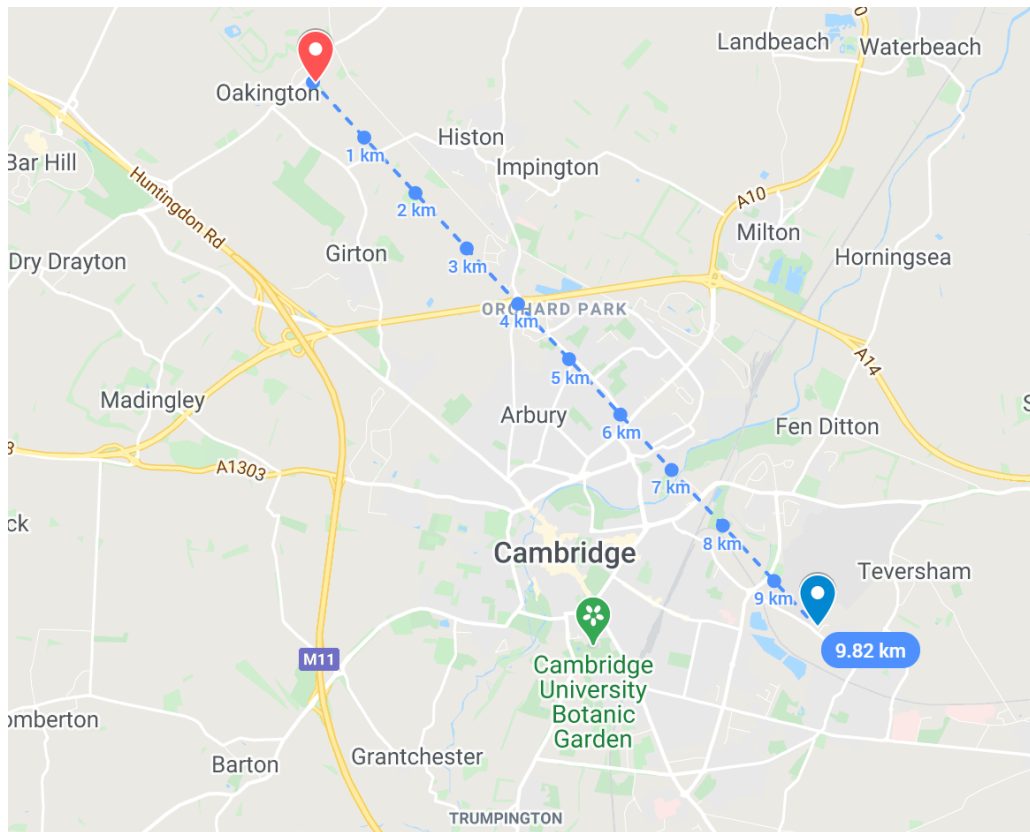 Landbeach
Waterbeach
Oakington
Histon
1 km
Bar Hill
Impington
Huntingdon Rd
A10
2 km
Milton
Girton
Dry Drayton
3 km
Horningsea
ORCHARD PARK
4 km
A14
5 km
Madingley
Arbury
6 km
Fen Ditton
A1303
7 km
ck
8 km
Cambridge
Teversham
9 km
9.82 km
M11
Cambridge
University
Botanic
Garden
omberton
Grantchester
Barton
TRUMPINGTON